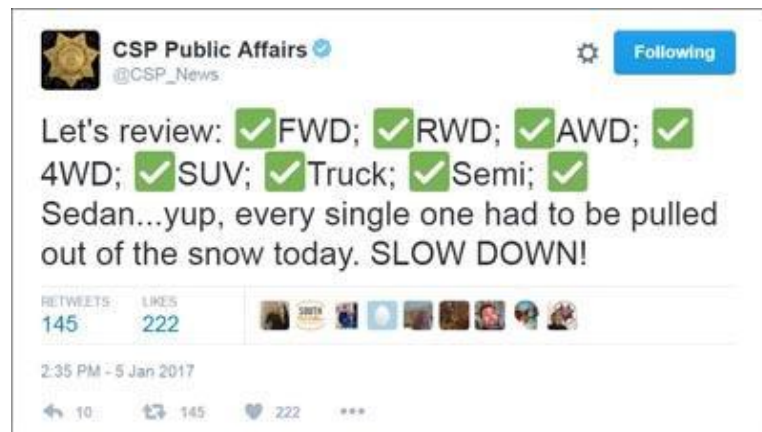 CSP Public Affairs
@CSP_News
Following
Let's review: ✅FWD; ✅RWD; ✅AWD; ✅
4WD; ✅SUV; ✅Truck; ✅Semi; ✅
Sedan...yup, every single one had to be pulled
out of the snow today. SLOW DOWN!
RETWEETS LIKES
145 222
SOUTH
2:35 PM - 5 Jan 2017
10 145 222